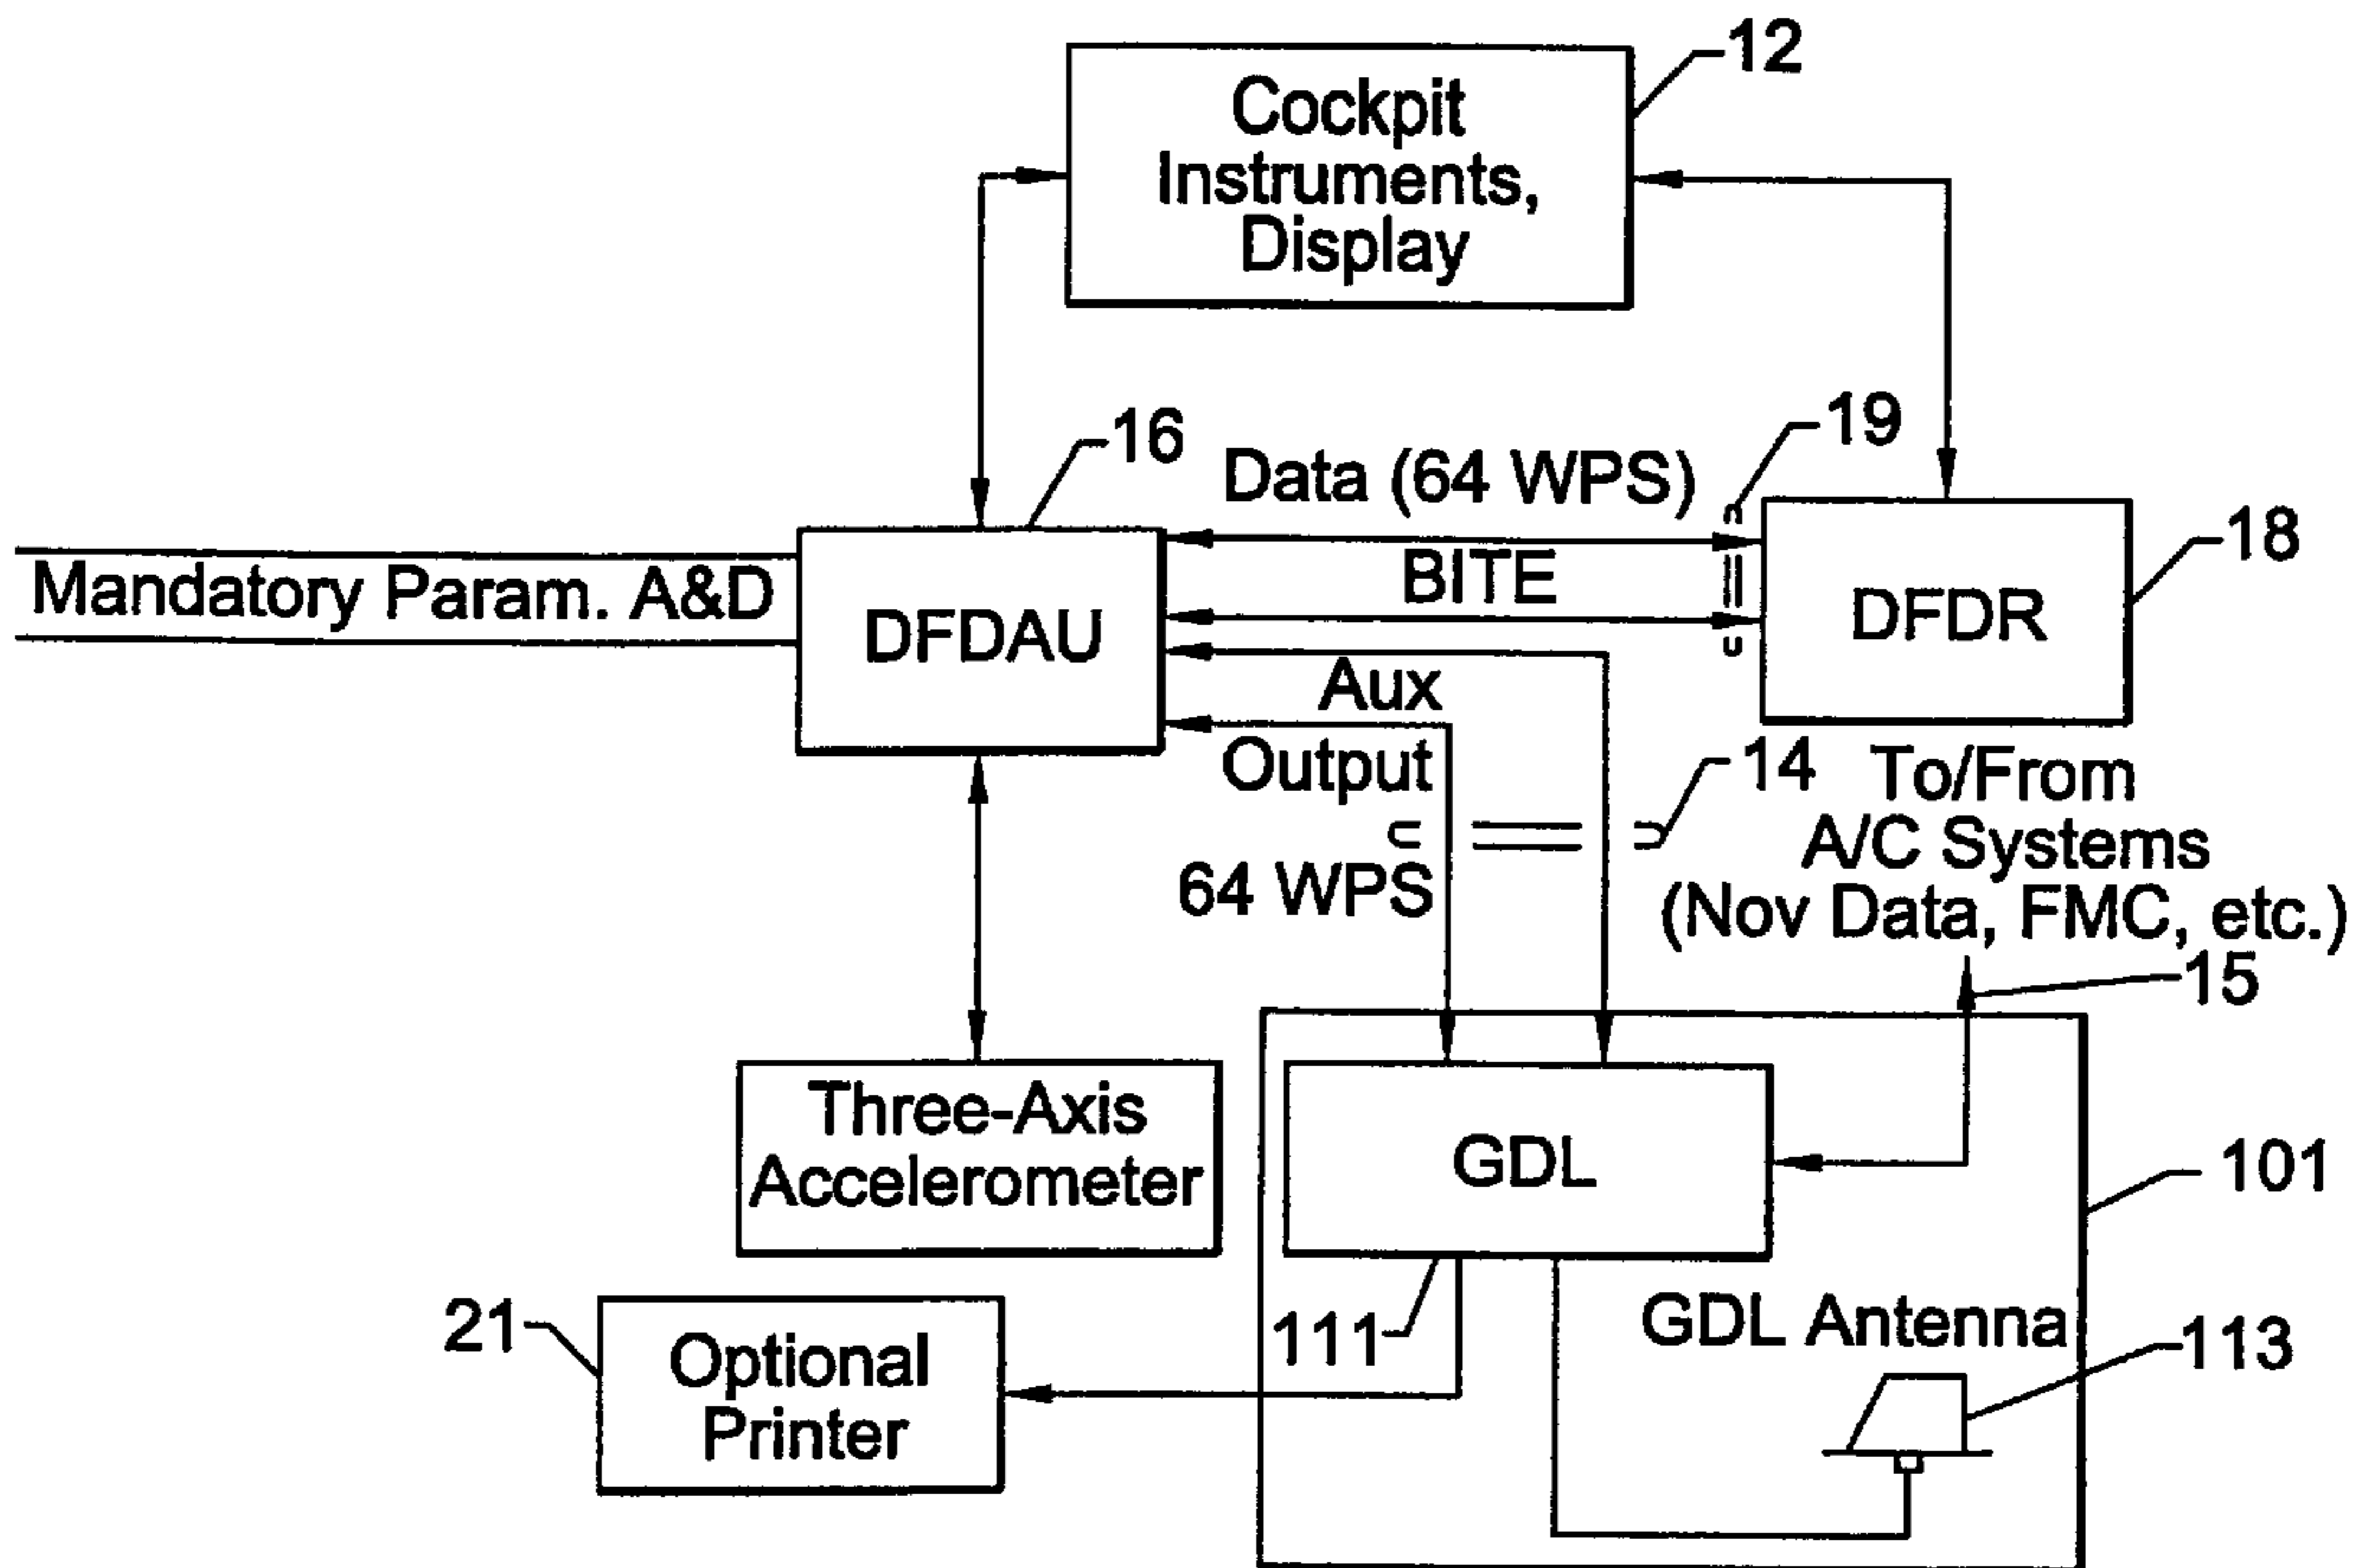 12
Cockpit
Instruments,
Display
16
Data (64 WPS)
19
BITE
18
Mandatory Param. A&D
DFDAU
DFDR
Aux
Output
64 WPS
14
To/From
A/C Systems
(Nov Data, FMC, etc.)
15
Three-Axis
Accelerometer
GDL
101
111
GDL Antenna
113
21
Optional
Printer